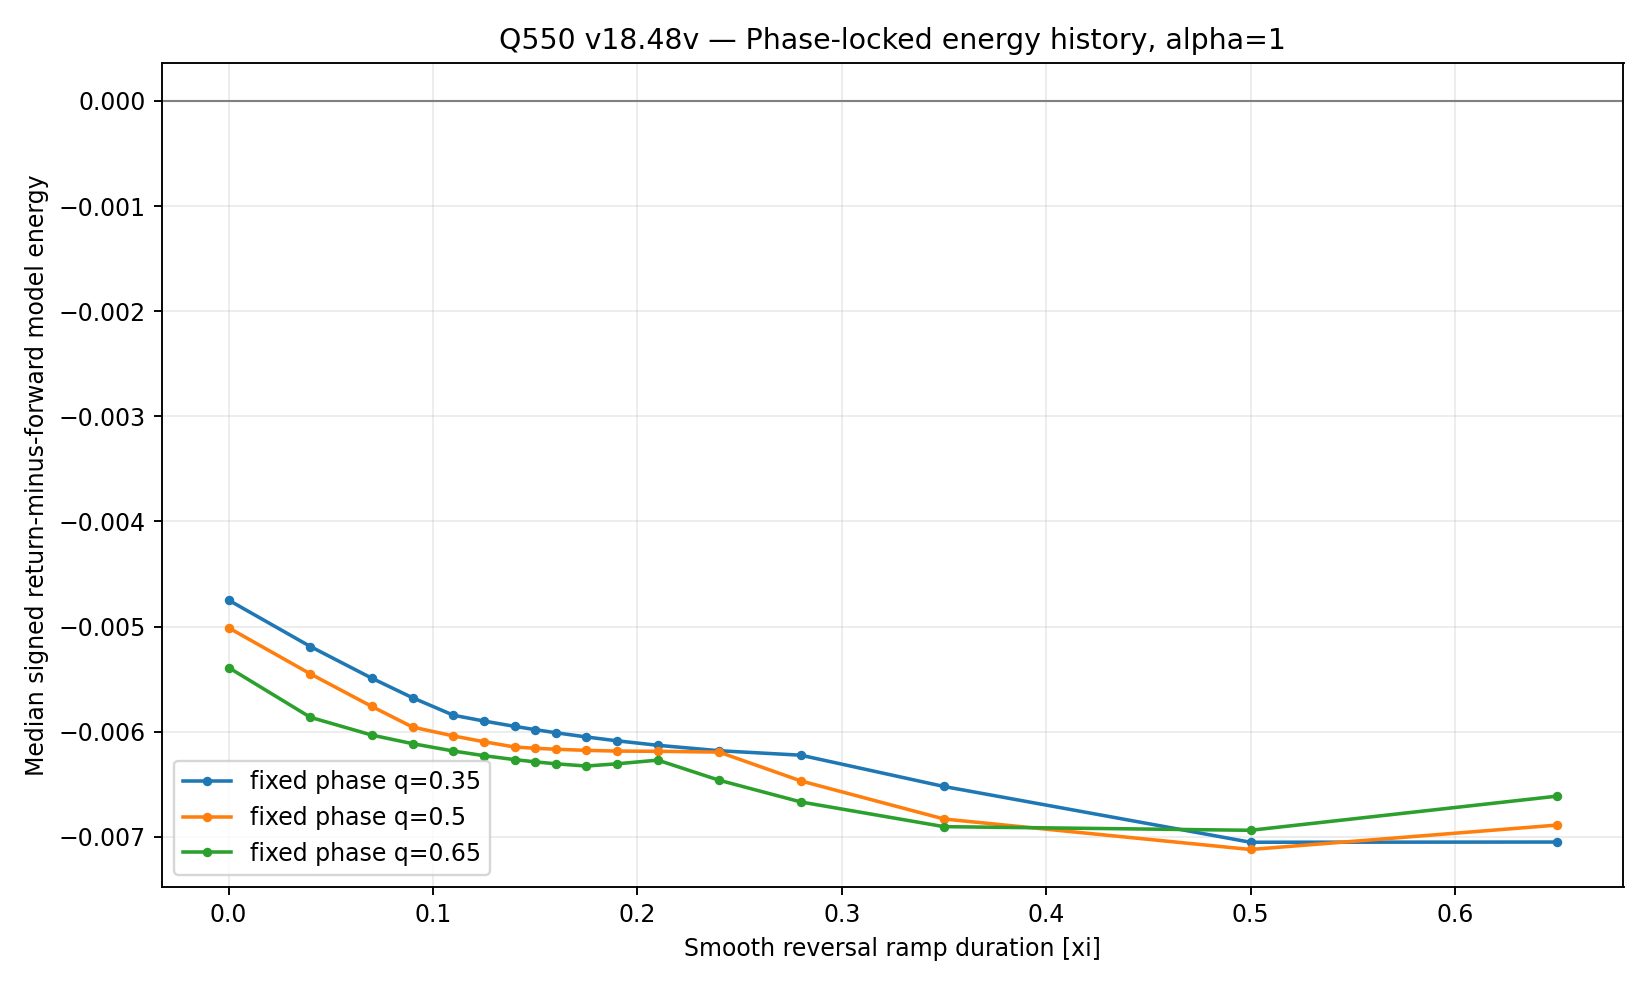 Q550 v18.48v — Phase-locked energy history, alpha=1
Median signed return-minus-forward model energy
0.000
−0.001
−0.002
−0.003
−0.004
−0.005
−0.006
−0.007
fixed phase q=0.35
fixed phase q=0.5
fixed phase q=0.65
0.0 0.1 0.2 0.3 0.4 0.5 0.6
Smooth reversal ramp duration [xi]